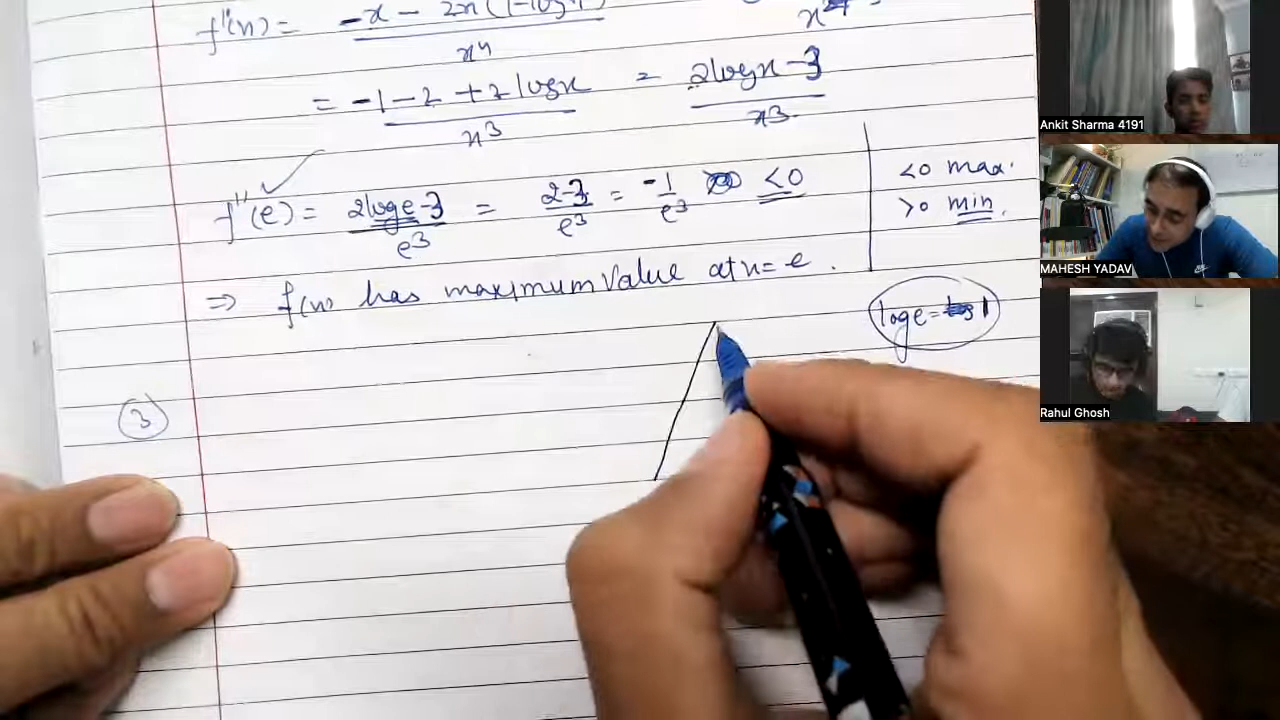 f''(x) = -x - 2x(1-logx)
x⁴
= -1-2+2logx / x³ = 2logx-3 / x³
f''(e) = 2loge-3 / e³ = 2-3 / e³ = -1 / e³ <0
<0 max.
>0 min.
⇒ f(x) has maximum value at x=e.
loge=1
3
Ankit Sharma 4191
MAHESH YADAV
Rahul Ghosh